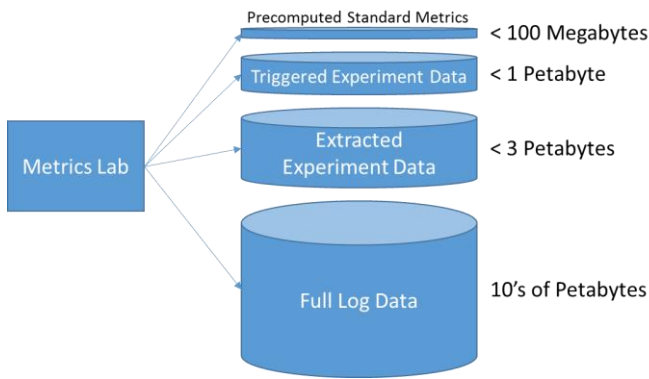 Precomputed Standard Metrics
< 100 Megabytes
Triggered Experiment Data
< 1 Petabyte
Metrics Lab
Extracted
Experiment Data
< 3 Petabytes
Full Log Data
10's of Petabytes